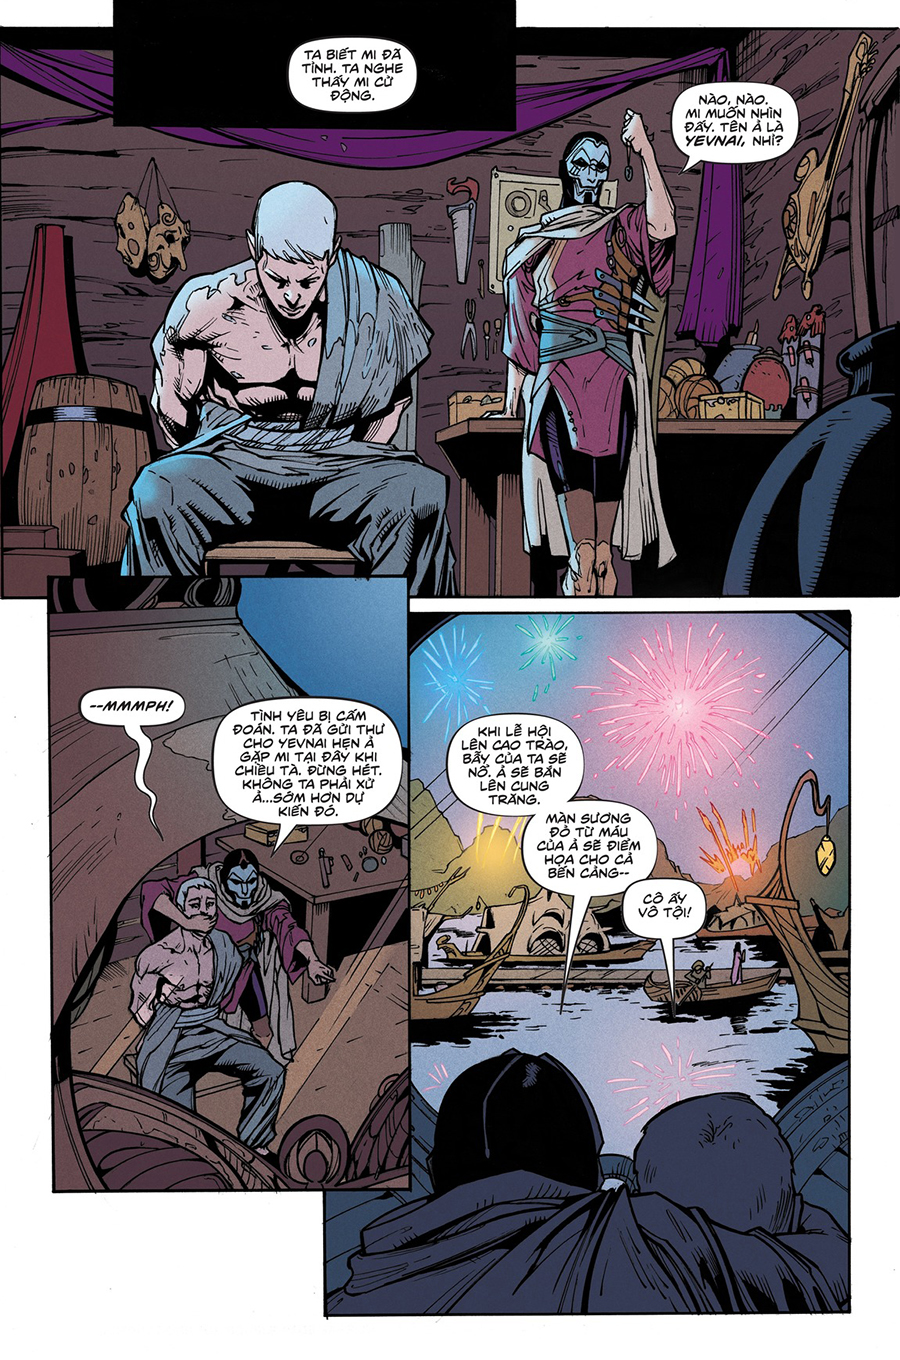 TA BIẾT MI ĐÃ
TỈNH. TA NGHE
THẤY MI CỬ
ĐỘNG.
NÀO, NÀO.
MI MUỐN NHÌN
ĐẤY. TÊN Ả LÀ
YEVNAI, NHỈ?
--MMMPH!
TÌNH YÊU BỊ CẤM
ĐOÁN. TA ĐÃ GỬI THƯ
CHO YEVNAI HẸN Ả
GẶP MI TẠI ĐÂY KHI
CHIỀU TÀ. ĐỪNG HÉT.
KHÔNG TA PHẢI XỬ
Ả...SỚM HƠN DỰ
KIẾN ĐÓ.
KHI LỄ HỘI
LÊN CAO TRÀO,
BẪY CỦA TA SẼ
NỔ. Ả SẼ BẮN
LÊN CUNG
TRĂNG.
MÀN SƯƠNG
ĐỎ TỪ MÁU
CỦA Ả SẼ ĐIỂM
HỌA CHO CẢ
BẾN CẢNG--
CÔ ẤY
VÔ TỘI!